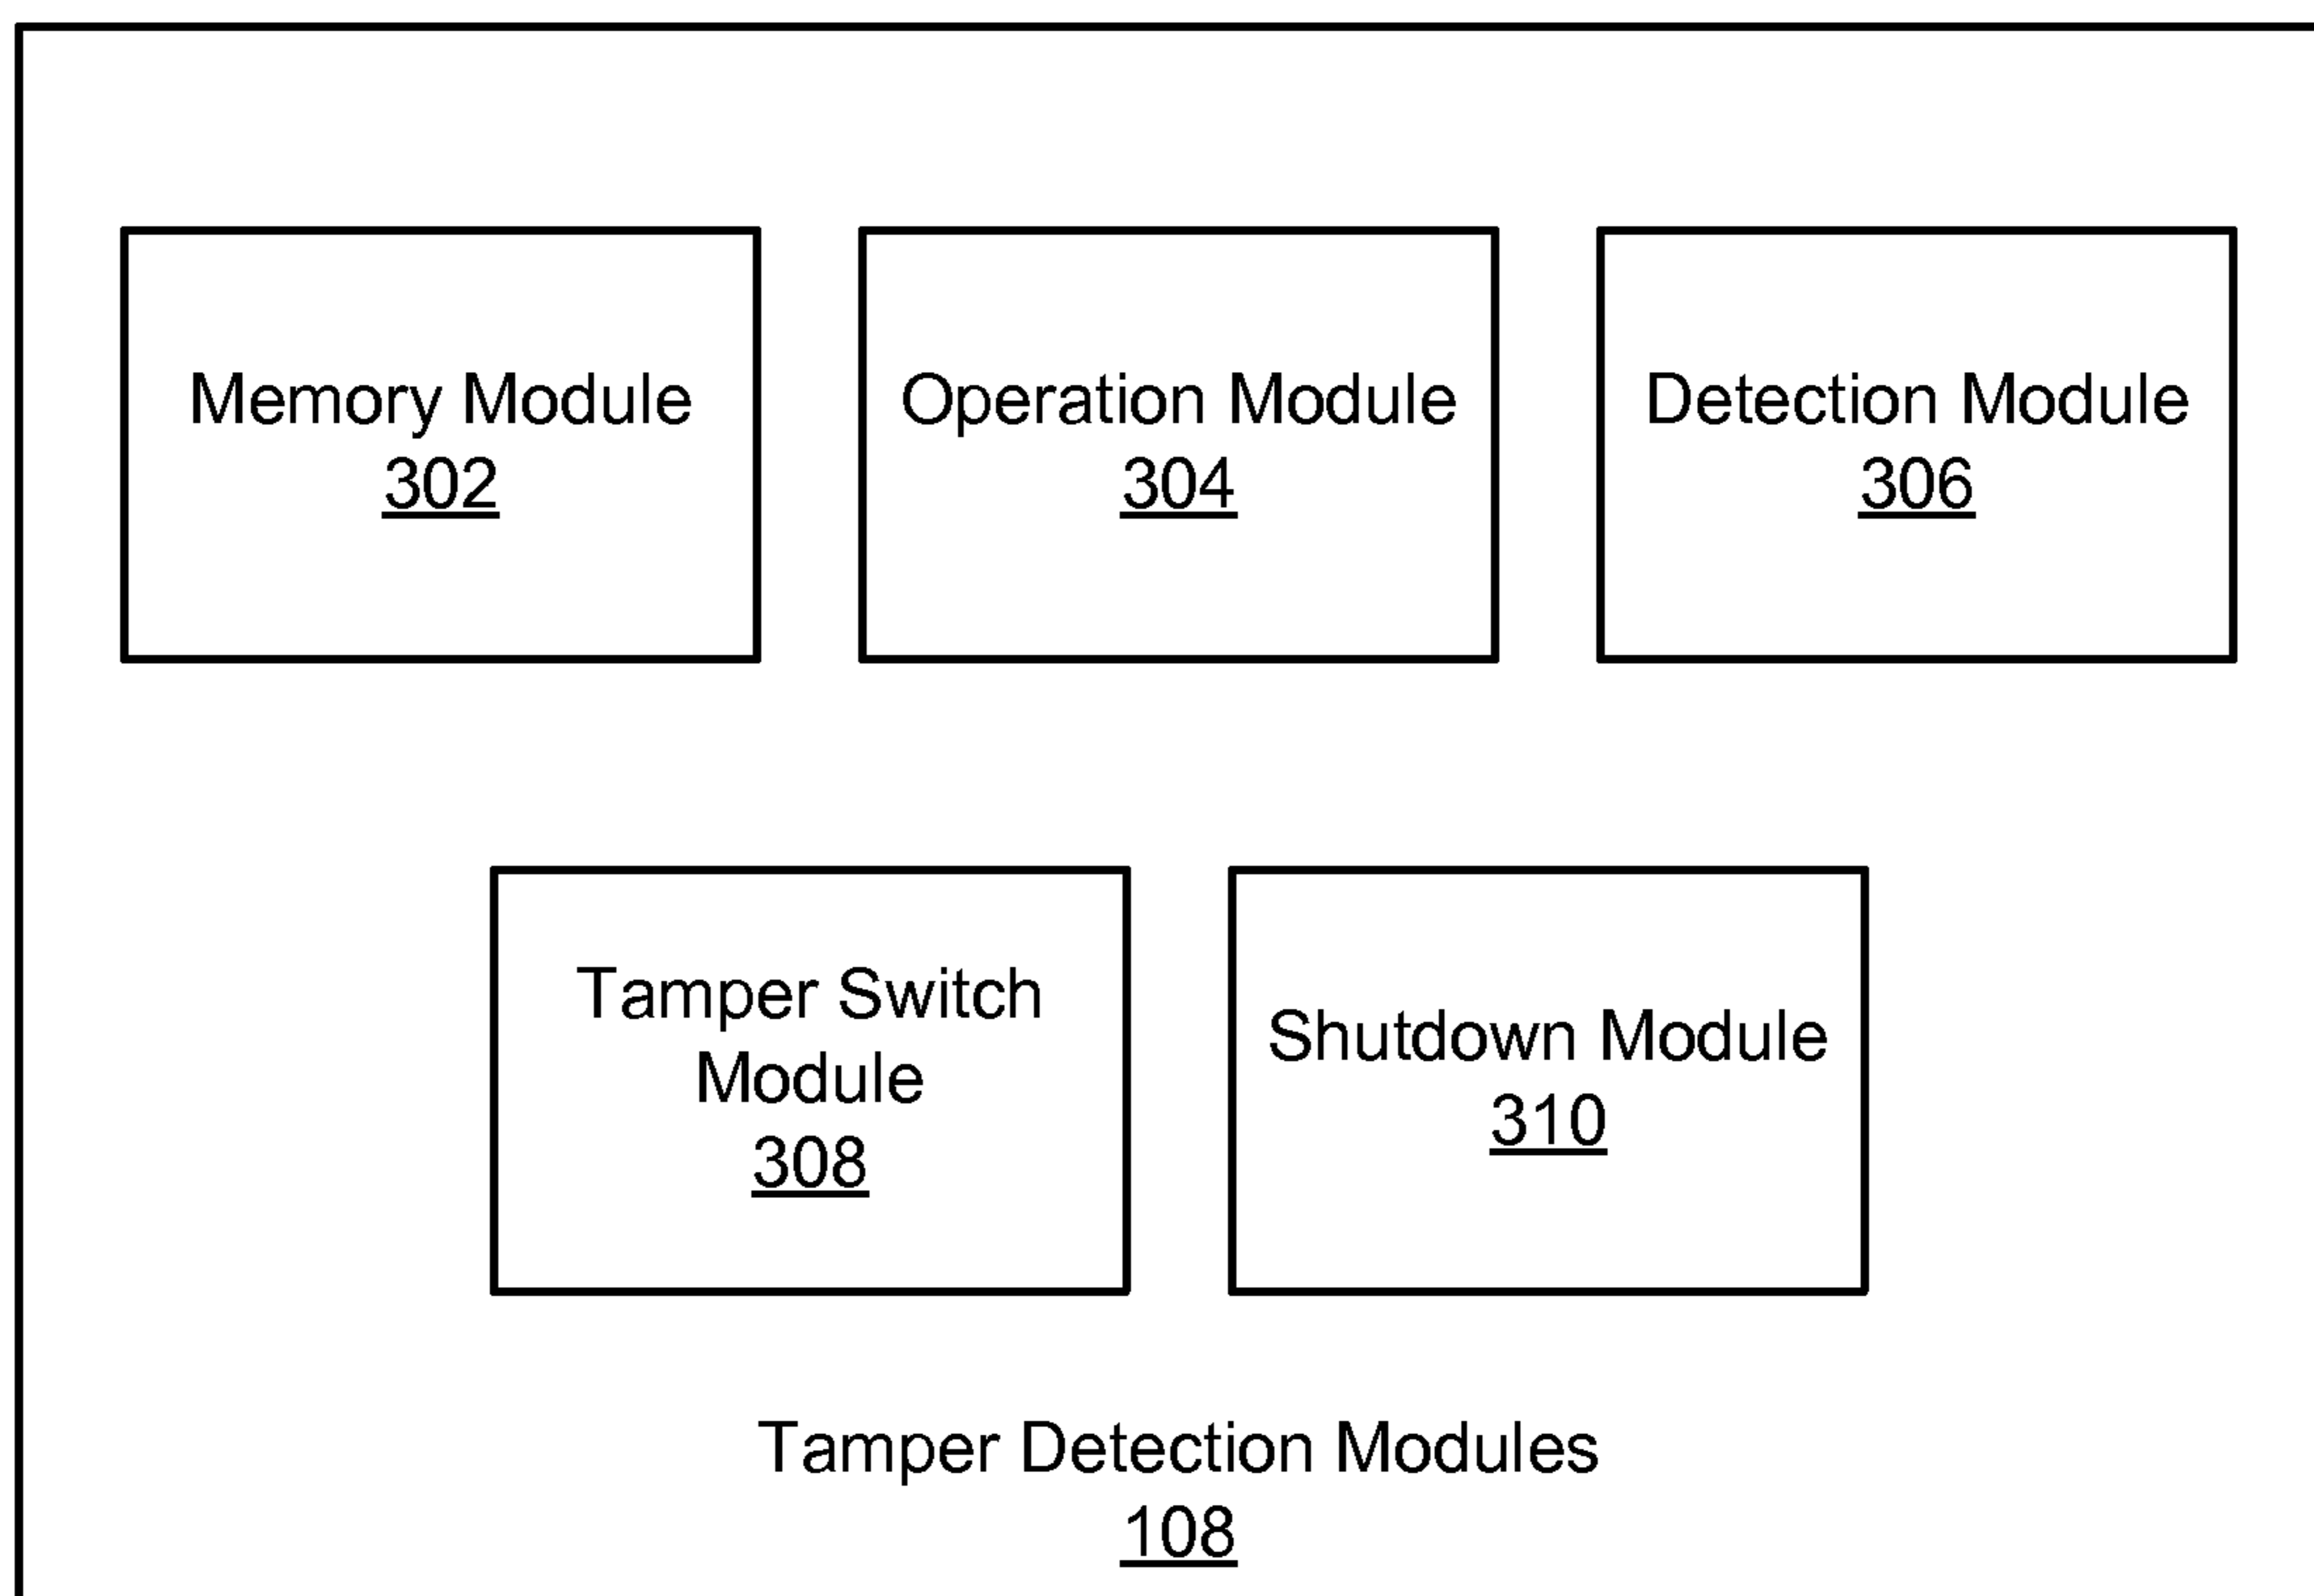 Memory Module
302
Operation Module
304
Detection Module
306
Tamper Switch
Module
308
Shutdown Module
310
Tamper Detection Modules
108